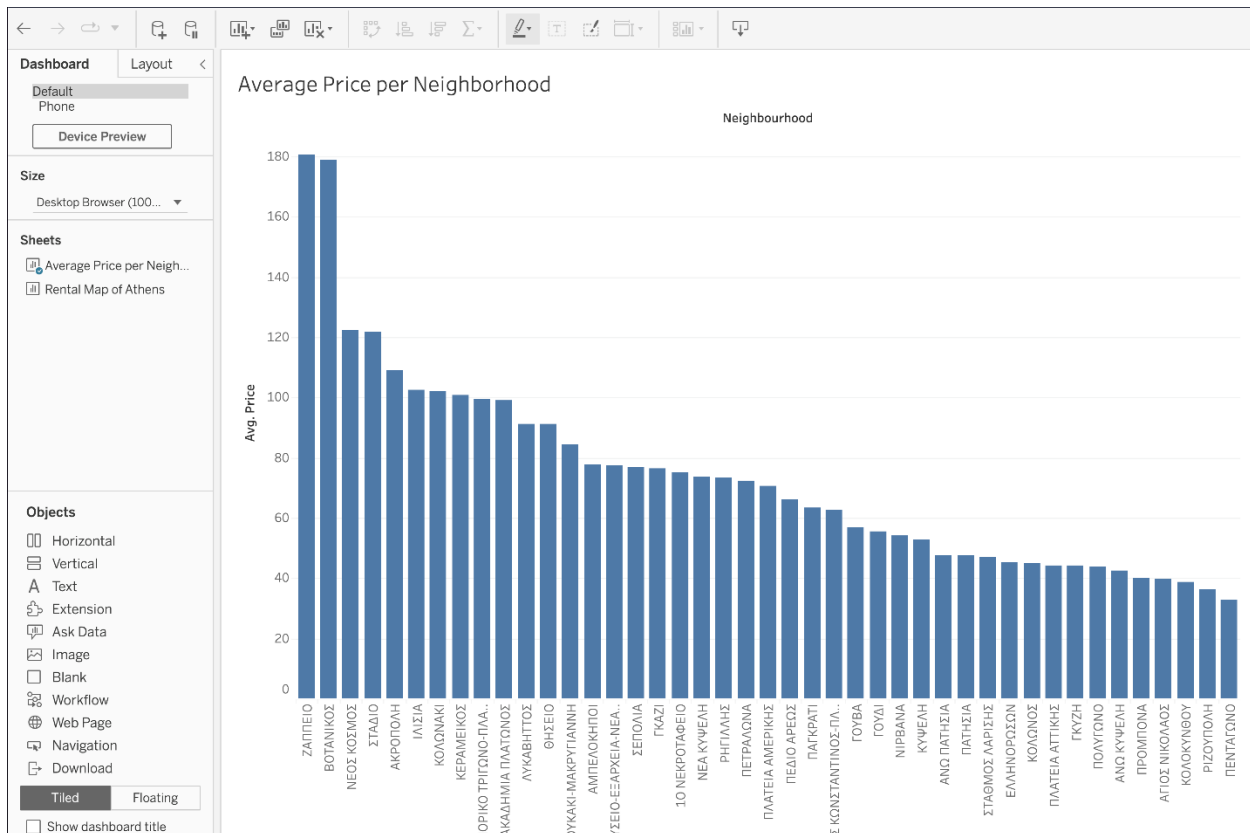 Dashboard
Layout
Default
Phone
Device Preview
Size
Desktop Browser (100...
Sheets
Average Price per Neigh...
Rental Map of Athens
Objects
Horizontal
Vertical
Text
Extension
Ask Data
Image
Blank
Workflow
Web Page
Navigation
Download
Tiled
Floating
Show dashboard title
Average Price per Neighborhood
Neighbourhood
Avg. Price
180
160
140
120
100
80
60
40
20
0
ΖΑΠΠΕΙΟ
ΒΟΤΑΝΙΚΟΣ
ΝΕΟΣ ΚΟΣΜΟΣ
ΣΤΑΔΙΟ
ΑΚΡΟΠΟΛΗ
ΙΛΙΣΙΑ
ΚΟΛΩΝΑΚΙ
ΚΕΡΑΜΕΙΚΟΣ
ΟΡΙΚΟ ΤΡΙΓΩΝΟ-ΠΛΑ..
ΑΚΑΔΗΜΙΑ ΠΛΑΤΩΝΟΣ
ΛΥΚΑΒΗΤΤΟΣ
ΘΗΣΕΙΟ
ΟΥΚΑΚΙ-ΜΑΚΡΥΓΙΑΝΝΗ
ΑΜΠΕΛΟΚΗΠΟΙ
ΥΣΕΙΟ-ΕΞΑΡΧΕΙΑ-ΝΕΑ..
ΣΕΠΟΛΙΑ
ΓΚΑΖΙ
1Ο ΝΕΚΡΟΤΑΦΕΙΟ
ΝΕΑ ΚΥΨΕΛΗ
ΡΗΓΙΛΛΗΣ
ΠΕΤΡΑΛΩΝΑ
ΠΛΑΤΕΙΑ ΑΜΕΡΙΚΗΣ
ΠΕΔΙΟ ΑΡΕΩΣ
ΠΑΓΚΡΑΤΙ
Σ ΚΩΝΣΤΑΝΤΙΝΟΣ-ΠΛ..
ΓΟΥΒΑ
ΓΟΥΔΙ
ΝΙΡΒΑΝΑ
ΚΥΨΕΛΗ
ΑΝΩ ΠΑΤΗΣΙΑ
ΠΑΤΗΣΙΑ
ΣΤΑΘΜΟΣ ΛΑΡΙΣΗΣ
ΕΛΛΗΝΟΡΩΣΩΝ
ΚΟΛΩΝΟΣ
ΠΛΑΤΕΙΑ ΑΤΤΙΚΗΣ
ΓΚΥΖΗ
ΠΟΛΥΓΩΝΟ
ΑΝΩ ΚΥΨΕΛΗ
ΠΡΟΜΠΟΝΑ
ΑΓΙΟΣ ΝΙΚΟΛΑΟΣ
ΚΟΛΟΚΥΝΘΟΥ
ΡΙΖΟΥΠΟΛΗ
ΠΕΝΤΑΓΩΝΟ